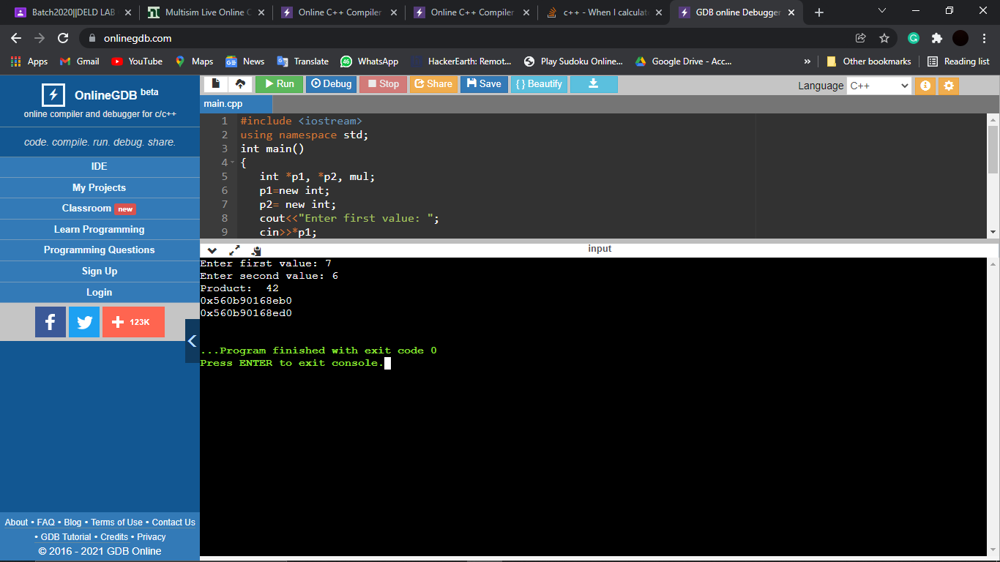 Batch2020||DELD LAB
Multisim Live Online C
Online C++ Compiler
Online C++ Compiler
c++ - When I calculat
GDB online Debugger
onlinegdb.com
Apps
Gmail
YouTube
Maps
News
Translate
46
WhatsApp
HackerEarth: Remot...
Play Sudoku Online...
Google Drive - Acc...
»
Other bookmarks
Reading list
OnlineGDB beta
online compiler and debugger for c/c++
code. compile. run. debug. share.
IDE
My Projects
Classroom new
Learn Programming
Programming Questions
Sign Up
Login
f
+ 123K
About • FAQ • Blog • Terms of Use • Contact Us
• GDB Tutorial • Credits • Privacy
© 2016 - 2021 GDB Online
Run
Debug
Stop
Share
Save
{ } Beautify
Language C++
main.cpp
1 #include <iostream>
2 using namespace std;
3 int main()
4 {
5 int *p1, *p2, mul;
6 p1=new int;
7 p2= new int;
8 cout<<"Enter first value: ";
9 cin>>*p1;
input
Enter first value: 7
Enter second value: 6
Product:  42
0x560b90168eb0
0x560b90168ed0
...Program finished with exit code 0
Press ENTER to exit console.